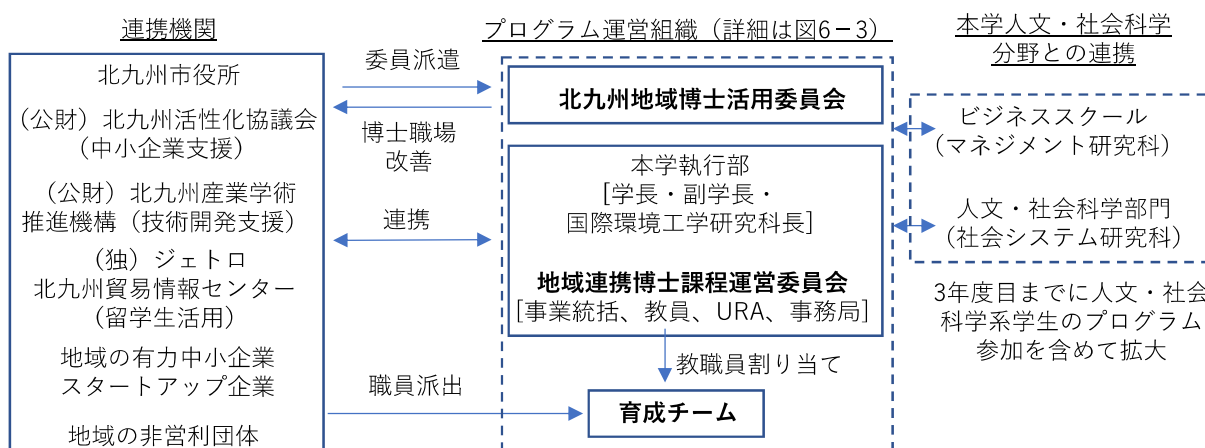 連携機関
北九州市役所
（公財）北九州活性化協議会
（中小企業支援）
（公財）北九州産業学術
推進機構（技術開発支援）
（独）ジェトロ
北九州貿易情報センター
（留学生活用）
地域の有力中小企業
スタートアップ企業
地域の非営利団体
委員派遣
博士職場
改善
連携
職員派出
プログラム運営組織（詳細は図6－3）
北九州地域博士活用委員会
本学執行部
[学長・副学長・
国際環境工学研究科長]
地域連携博士課程運営委員会
[事業統括、教員、URA、事務局]
教職員割り当て
育成チーム
本学人文・社会科学
分野との連携
ビジネススクール
（マネジメント研究科）
人文・社会科学部門
（社会システム研究科）
3年度目までに人文・社会
科学系学生のプログラム
参加を含めて拡大